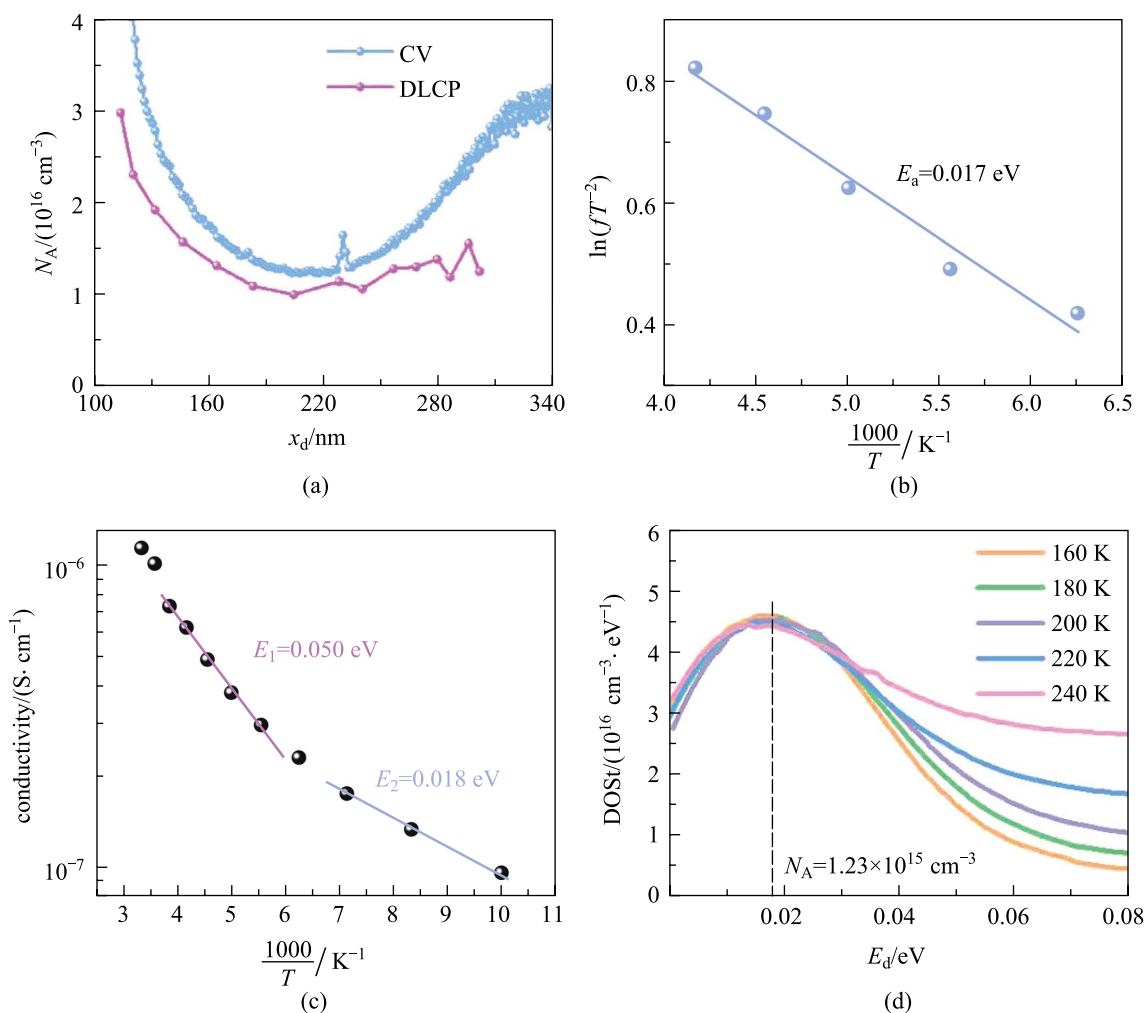 4
3
2
1
0
N_A/(10^16 cm^−3)
CV
DLCP
100 160 220 280 340
x_d/nm
(a)
0.8
0.6
0.4
ln(fT^−2)
E_a=0.017 eV
4.0 4.5 5.0 5.5 6.0 6.5
1000
T / K^−1
(b)
10^−6
10^−7
conductivity/(S· cm^−1)
E_1=0.050 eV
E_2=0.018 eV
3 4 5 6 7 8 9 10 11
1000
T / K^−1
(c)
6
5
4
3
2
1
0
DOSt/(10^16 cm^−3· eV^−1)
160 K
180 K
200 K
220 K
240 K
N_A=1.23×10^15 cm^−3
0.02 0.04 0.06 0.08
E_d/eV
(d)